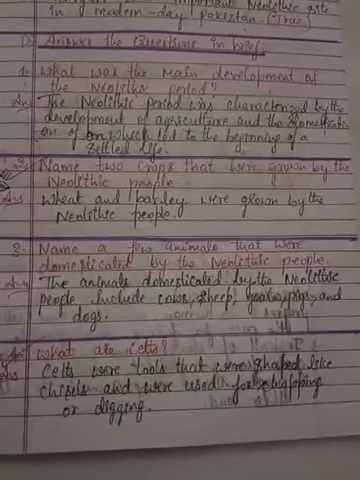 important Neolithic site
in modern-day Pakistan. (True)
D Answer the Questions in brief.
1. What was the Main development of
the Neolithic period?
Ans The Neolithic Period was characterized by the
development of agriculture and the domesticati-
on of which led to the beginning of a
settled life.
2. Name two crops that were grown by the
Neolithic people
Ans Wheat and barley were grown by the
Neolithic people.
3. Name a few animals that were
domesticated by the Neolithic people.
Ans The animals domesticated by the Neolithic
people include cows, sheep, goats, pigs, and
dogs.
4. What are Celts?
Ans Celts were tools that were shaped like
chisels and were used for
or digging.